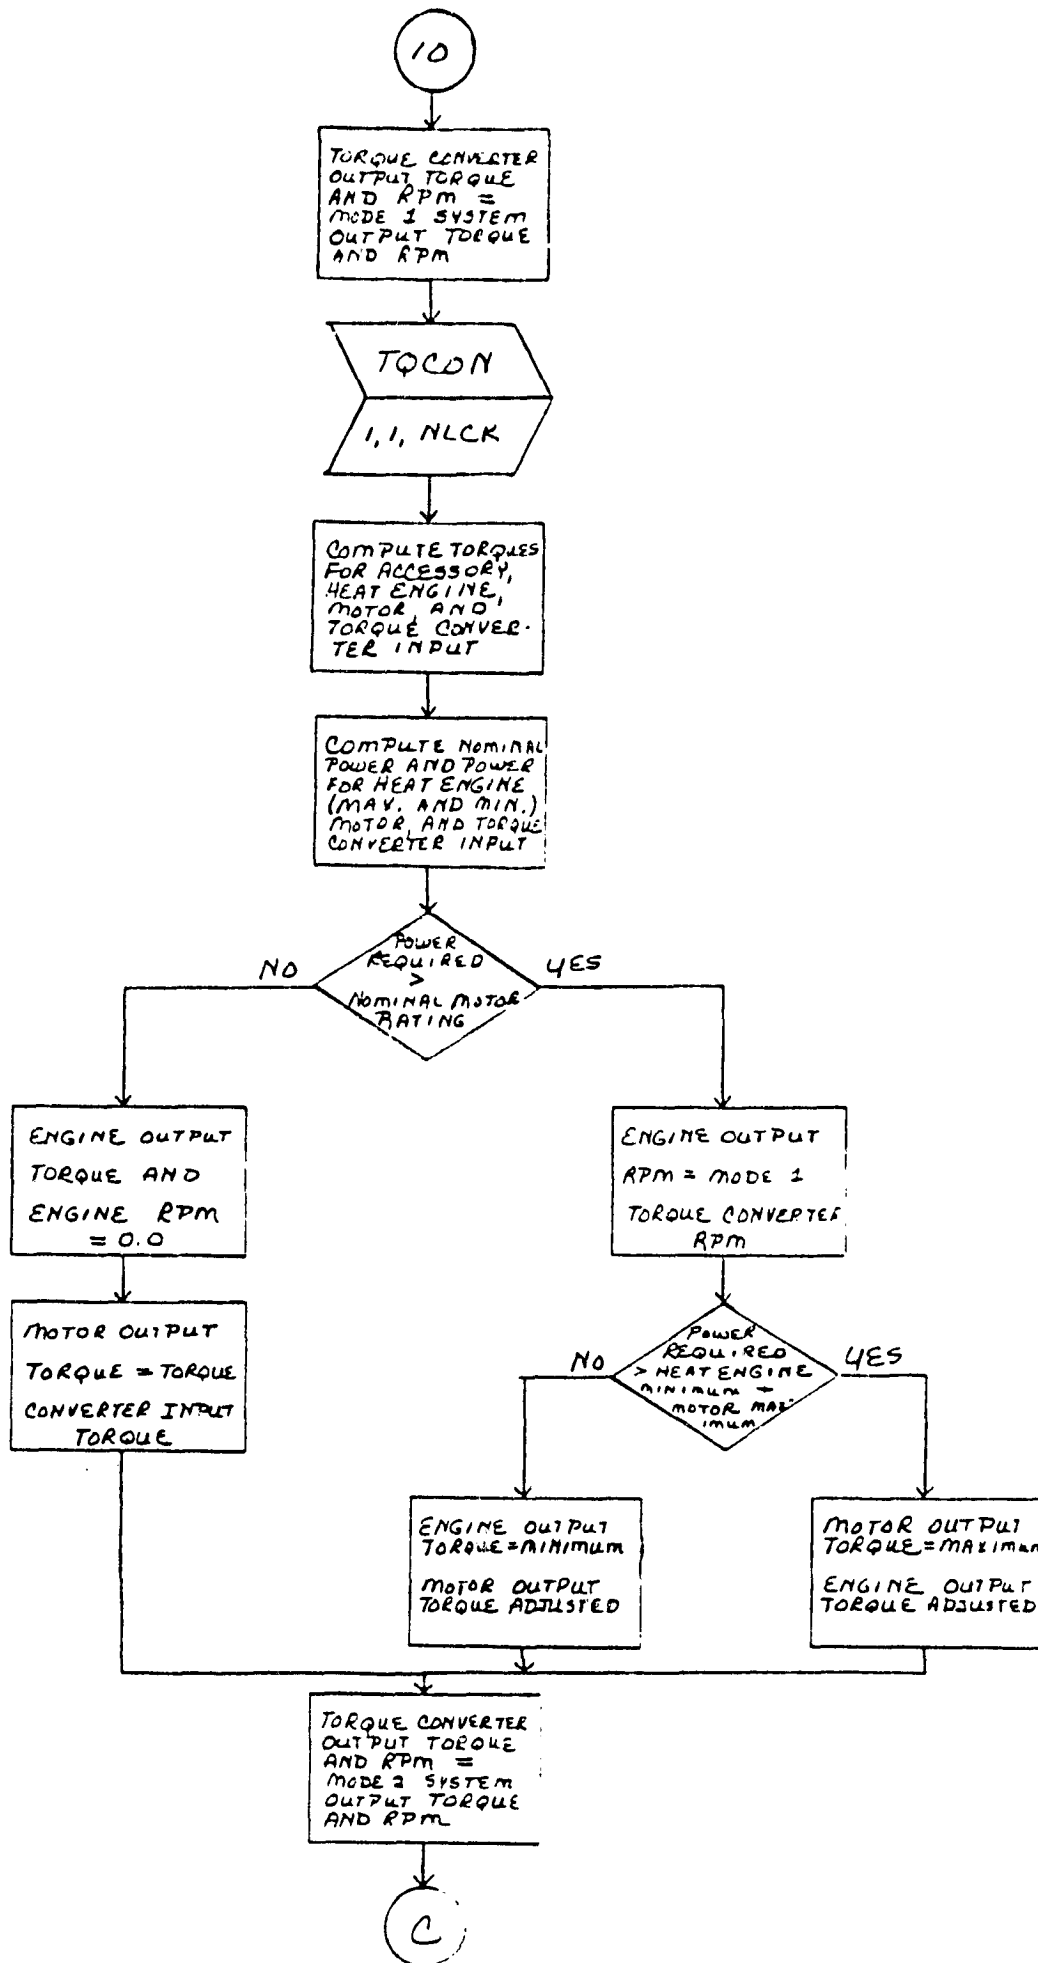 10
TORQUE CONVERTER
OUTPUT TORQUE
AND RPM =
MODE 1 SYSTEM
OUTPUT TORQUE
AND RPM
TQCON
1, 1, NLCK
COMPUTE TORQUES
FOR ACCESSORY,
HEAT ENGINE,
MOTOR, AND
TORQUE CONVER-
TER INPUT
COMPUTE NOMINAL
POWER AND POWER
FOR HEAT ENGINE
(MAX. AND MIN.)
MOTOR, AND TORQUE
CONVERTER INPUT
POWER
REQUIRED
>
NOMINAL MOTOR
RATING
NO
YES
ENGINE OUTPUT
TORQUE AND
ENGINE RPM
= 0.0
ENGINE OUTPUT
RPM = MODE 1
TORQUE CONVERTER
RPM
MOTOR OUTPUT
TORQUE = TORQUE
CONVERTER INPUT
TORQUE
POWER
REQUIRED
> HEAT ENGINE
MINIMUM +
MOTOR MAX-
IMUM
NO
YES
ENGINE OUTPUT
TORQUE = MINIMUM
MOTOR OUTPUT
TORQUE ADJUSTED
MOTOR OUTPUT
TORQUE = MAXIMUM
ENGINE OUTPUT
TORQUE ADJUSTED
TORQUE CONVERTER
OUTPUT TORQUE
AND RPM =
MODE 2 SYSTEM
OUTPUT TORQUE
AND RPM
C